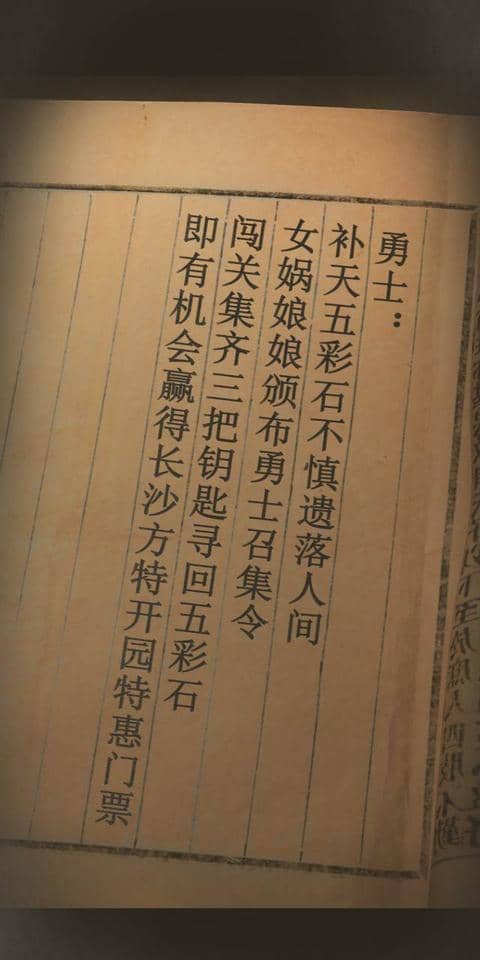 勇士：
补天五彩石不慎遗落人间
女娲娘娘颁布勇士召集令
闯关集齐三把钥匙寻回五彩石
即有机会赢得长沙方特开园特惠门票